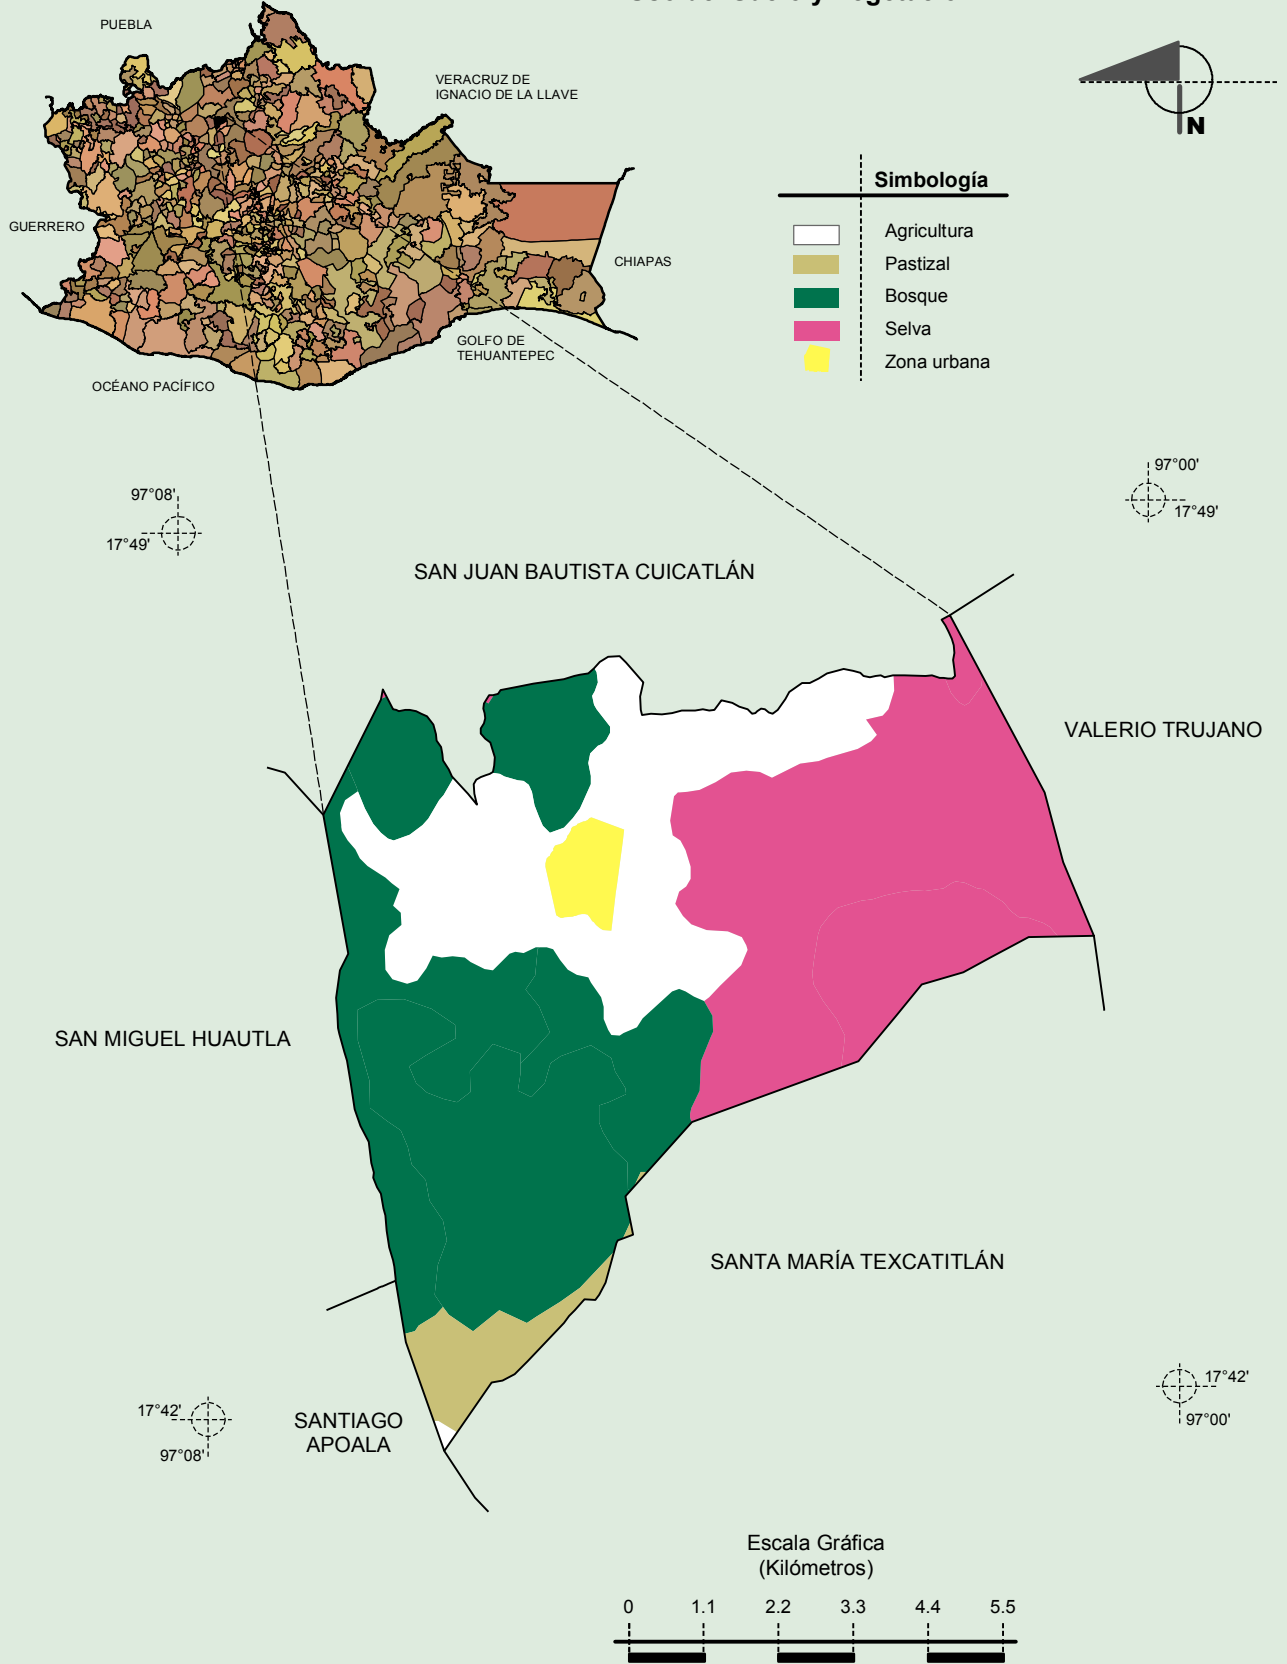 PUEBLA
VERACRUZ DE
IGNACIO DE LA LLAVE
GUERRERO
CHIAPAS
GOLFO DE
TEHUANTEPEC
OCÉANO PACÍFICO
N
Simbología
Agricultura
Pastizal
Bosque
Selva
Zona urbana
97°08'
17°49'
97°00'
17°49'
SAN JUAN BAUTISTA CUICATLÁN
VALERIO TRUJANO
SAN MIGUEL HUAUTLA
SANTA MARÍA TEXCATITLÁN
SANTIAGO
APOALA
17°42'
97°08'
17°42'
97°00'
Escala Gráfica
(Kilómetros)
0 1.1 2.2 3.3 4.4 5.5